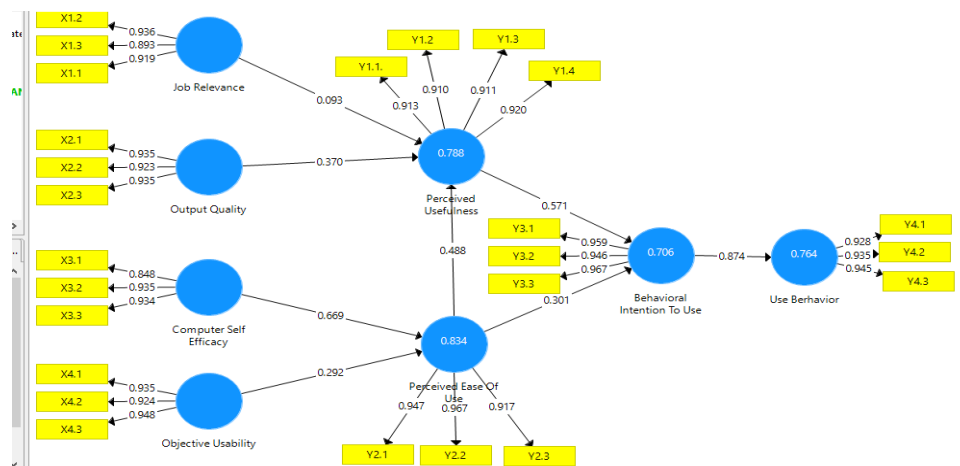 ate
AN
X1.2
X1.3
X1.1
0.936
0.893
0.919
Job Relevance
0.093
X2.1
X2.2
X2.3
0.935
0.923
0.935
Output Quality
0.370
X3.1
X3.2
X3.3
0.848
0.935
0.934
Computer Self
Efficacy
0.669
X4.1
X4.2
X4.3
0.935
0.924
0.948
Objective Usability
0.292
Y1.1.
Y1.2
Y1.3
Y1.4
0.913
0.910
0.911
0.920
0.788
Perceived
Usefulness
0.571
0.488
Y3.1
Y3.2
Y3.3
0.959
0.946
0.967
0.301
0.706
Behavioral
Intention To Use
0.874
0.764
Use Berhavior
0.928
0.935
0.945
Y4.1
Y4.2
Y4.3
0.834
Perceived Ease Of
Use
0.947
0.967
0.917
Y2.1
Y2.2
Y2.3